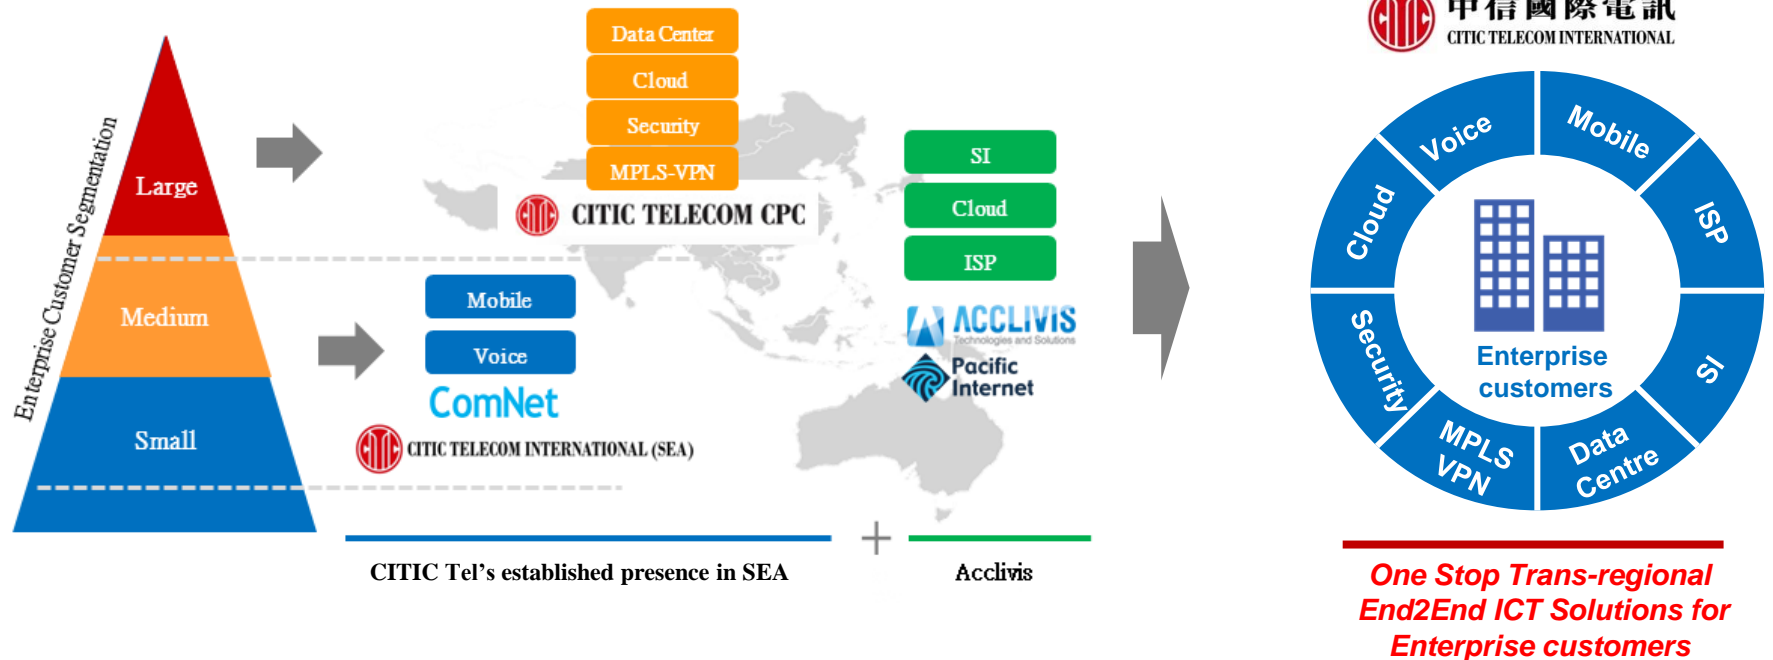 Enterprise Customer Segmentation
Large
Medium
Small
Data Center
Cloud
Security
MPLS-VPN
CITIC TELECOM CPC
Mobile
Voice
ComNet
CITIC TELECOM INTERNATIONAL (SEA)
CITIC Tel's established presence in SEA
+
SI
Cloud
ISP
ACCLIVIS
Technologies and Solutions
Pacific
Internet
Acclivis
中信國際電訊
CITIC TELECOM INTERNATIONAL
Voice
Mobile
ISP
SI
Data
Centre
MPLS
VPN
Security
Cloud
Enterprise
customers
One Stop Trans-regional
End2End ICT Solutions for
Enterprise customers